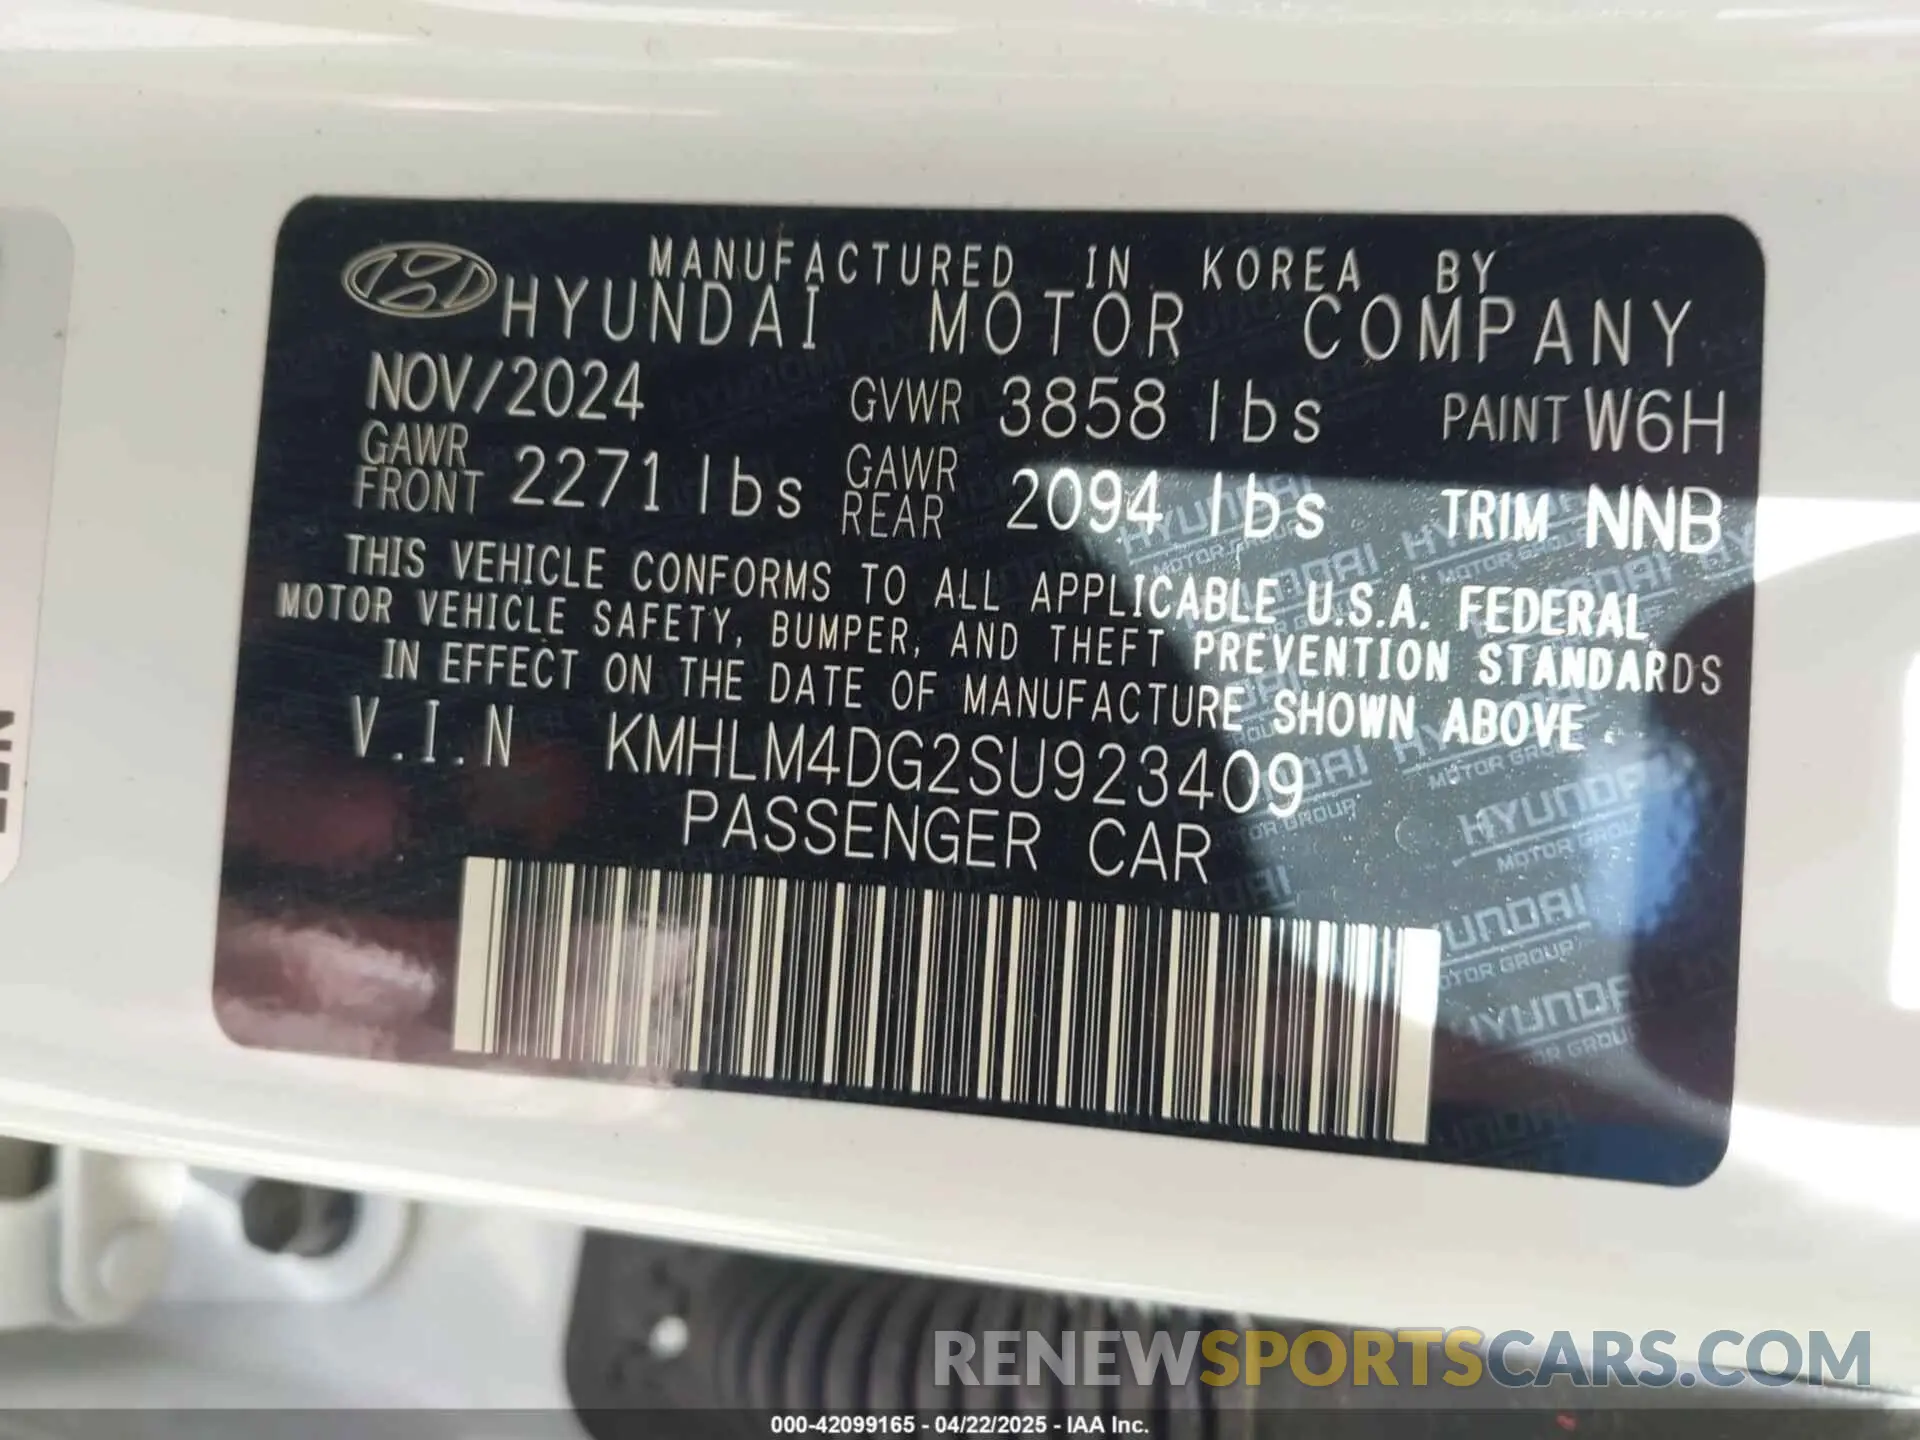 MANUFACTURED IN KOREA BY
HYUNDAI MOTOR COMPANY
NOV/2024 GVWR 3858 lbs PAINT W6H
GAWR FRONT 2271 lbs GAWR REAR 2094 lbs TRIM NNB
THIS VEHICLE CONFORMS TO ALL APPLICABLE U.S.A. FEDERAL
MOTOR VEHICLE SAFETY, BUMPER, AND THEFT PREVENTION STANDARDS
IN EFFECT ON THE DATE OF MANUFACTURE SHOWN ABOVE.
V.I.N KMHLM4DG2SU923409
PASSENGER CAR
HYUNDAI
MOTOR GROUP
RENEWSPORTSCARS.COM
000-42099165 - 04/22/2025 - IAA Inc.